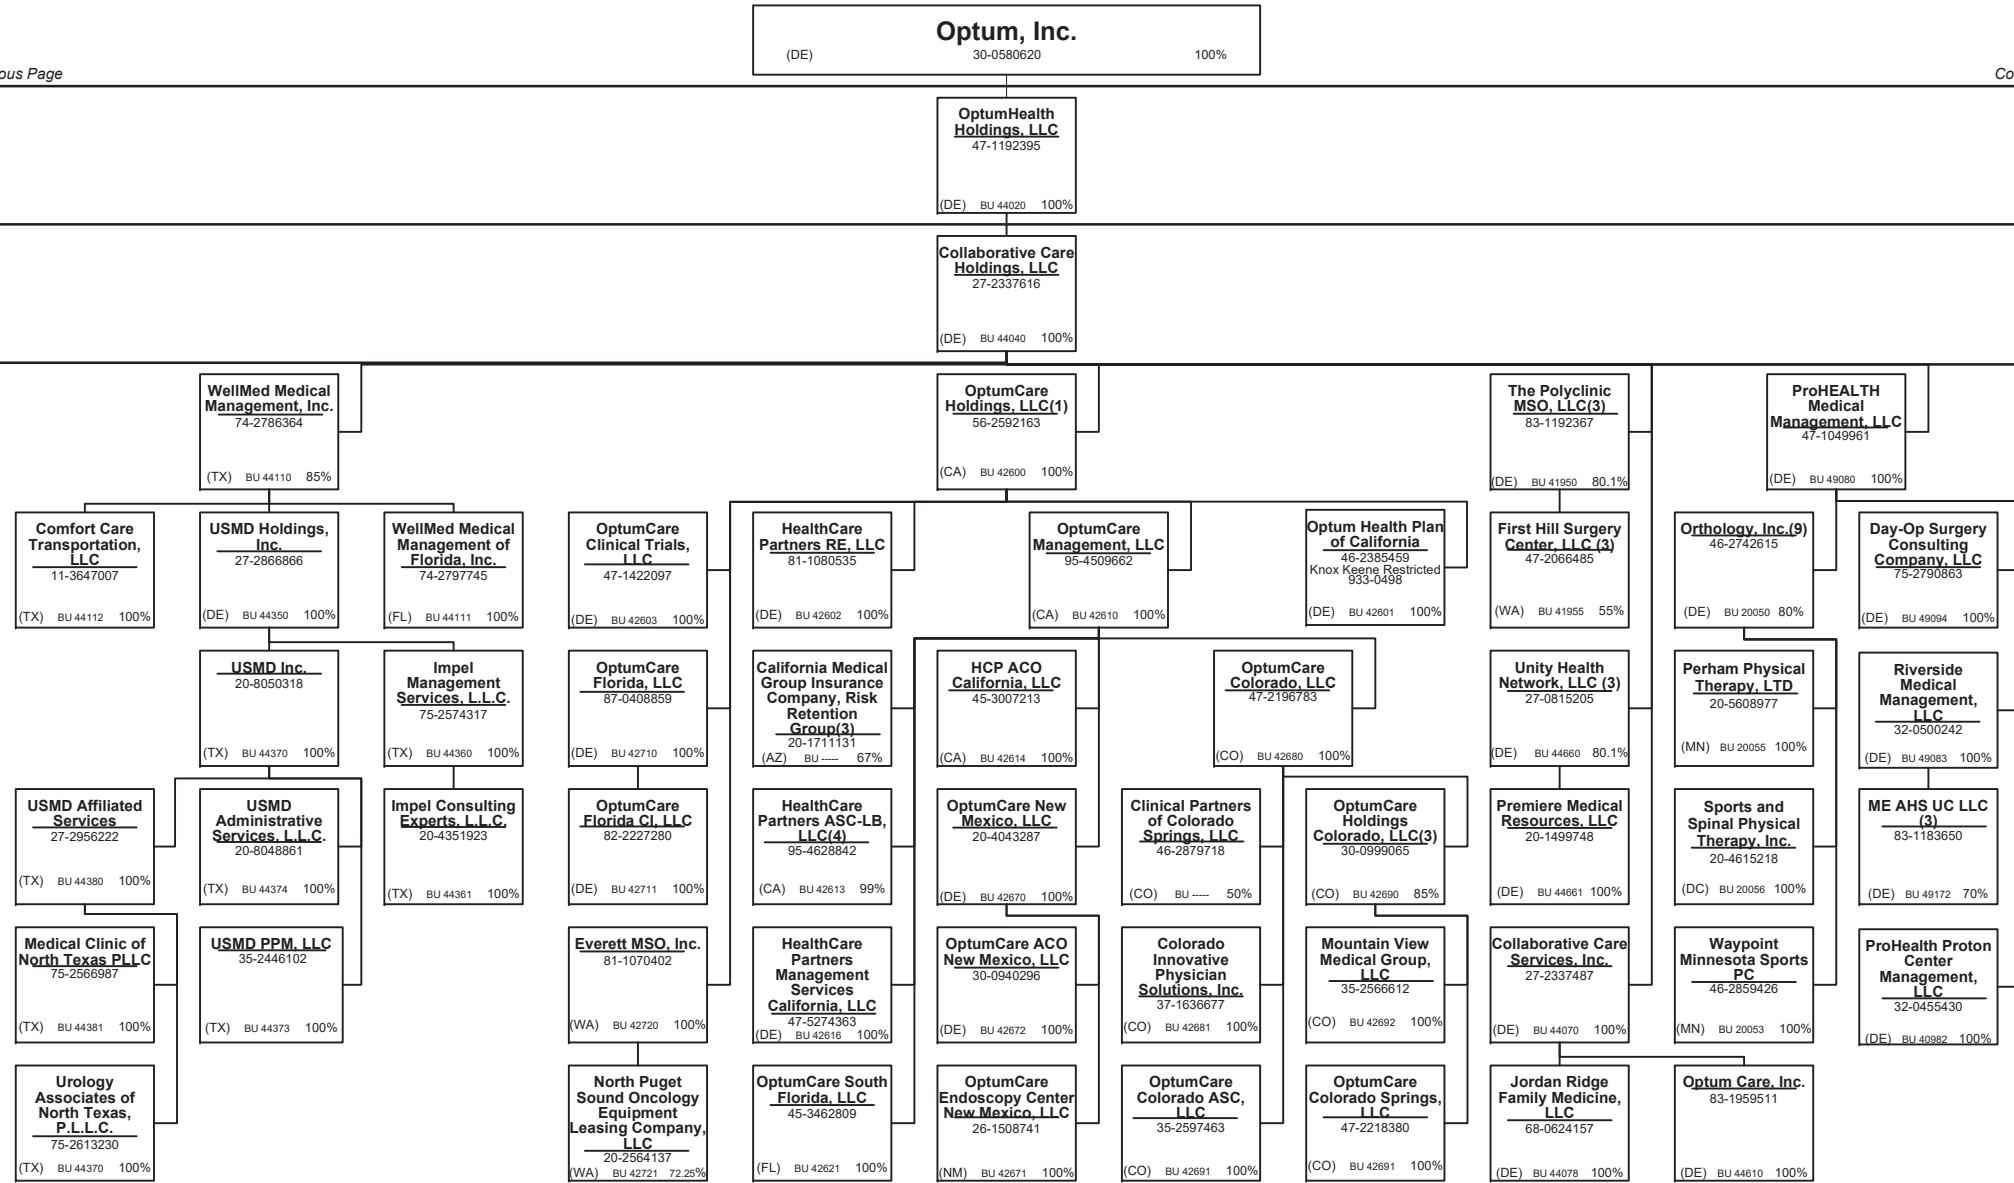 Optum, Inc.
(DE) 30-0580620 100%
ous Page
Co
OptumHealth
Holdings, LLC
47-1192395
(DE) BU 44020 100%
Collaborative Care
Holdings, LLC
27-2337616
(DE) BU 44040 100%
WellMed Medical
Management, Inc.
74-2786364
(TX) BU 44110 85%
OptumCare
Holdings, LLC(1)
56-2592163
(CA) BU 42600 100%
The Polyclinic
MSO, LLC(3)
83-1192367
(DE) BU 41950 80.1%
ProHEALTH
Medical
Management, LLC
47-1049961
(DE) BU 49080 100%
Comfort Care
Transportation,
LLC
11-3647007
(TX) BU 44112 100%
USMD Holdings,
Inc.
27-2866866
(DE) BU 44350 100%
WellMed Medical
Management of
Florida, Inc.
74-2797745
(FL) BU 44111 100%
OptumCare
Clinical Trials,
LLC
47-1422097
(DE) BU 42603 100%
HealthCare
Partners RE, LLC
81-1080535
(DE) BU 42602 100%
OptumCare
Management, LLC
95-4509662
(CA) BU 42610 100%
Optum Health Plan
of California
46-2385459
Knox Keene Restricted
933-0498
(DE) BU 42601 100%
First Hill Surgery
Center, LLC (3)
47-2066485
(WA) BU 41955 55%
Orthology, Inc.(9)
46-2742615
(DE) BU 20050 80%
Day-Op Surgery
Consulting
Company, LLC
75-2790863
(DE) BU 49094 100%
USMD Inc.
20-8050318
(TX) BU 44370 100%
Impel
Management
Services, L.L.C.
75-2574317
(TX) BU 44360 100%
OptumCare
Florida, LLC
87-0408859
(DE) BU 42710 100%
California Medical
Group Insurance
Company, Risk
Retention
Group(3)
20-1711131
(AZ) BU ----- 67%
HCP ACO
California, LLC
45-3007213
(CA) BU 42614 100%
OptumCare
Colorado, LLC
47-2196783
(CO) BU 42680 100%
Unity Health
Network, LLC (3)
27-0815205
(DE) BU 44660 80.1%
Perham Physical
Therapy, LTD
20-5608977
(MN) BU 20055 100%
Riverside
Medical
Management,
LLC
32-0500242
(DE) BU 49083 100%
USMD Affiliated
Services
27-2956222
(TX) BU 44380 100%
USMD
Administrative
Services, L.L.C.
20-8048861
(TX) BU 44374 100%
Impel Consulting
Experts, L.L.C.
20-4351923
(TX) BU 44361 100%
OptumCare
Florida CI, LLC
82-2227280
(DE) BU 42711 100%
HealthCare
Partners ASC-LB,
LLC(4)
95-4628842
(CA) BU 42613 99%
OptumCare New
Mexico, LLC
20-4043287
(DE) BU 42670 100%
Clinical Partners
of Colorado
Springs, LLC
46-2879718
(CO) BU ----- 50%
OptumCare
Holdings
Colorado, LLC(3)
30-0999065
(CO) BU 42690 85%
Premiere Medical
Resources, LLC
20-1499748
(DE) BU 44661 100%
Sports and
Spinal Physical
Therapy, Inc.
20-4615218
(DC) BU 20056 100%
ME AHS UC LLC
(3)
83-1183650
(DE) BU 49172 70%
Medical Clinic of
North Texas PLLC
75-2566987
(TX) BU 44381 100%
USMD PPM, LLC
35-2446102
(TX) BU 44373 100%
Everett MSO, Inc.
81-1070402
(WA) BU 42720 100%
HealthCare
Partners
Management
Services
California, LLC
47-5274363
(DE) BU 42616 100%
OptumCare ACO
New Mexico, LLC
30-0940296
(DE) BU 42672 100%
Colorado
Innovative
Physician
Solutions, Inc.
37-1636677
(CO) BU 42681 100%
Mountain View
Medical Group,
LLC
35-2566612
(CO) BU 42692 100%
Collaborative Care
Services, Inc.
27-2337487
(DE) BU 44070 100%
Waypoint
Minnesota Sports
PC
46-2859426
(MN) BU 20053 100%
ProHealth Proton
Center
Management,
LLC
32-0455430
(DE) BU 40982 100%
Urology
Associates of
North Texas,
P.L.L.C.
75-2613230
(TX) BU 44370 100%
North Puget
Sound Oncology
Equipment
Leasing Company,
LLC
20-2564137
(WA) BU 42721 72.25%
OptumCare South
Florida, LLC
45-3462809
(FL) BU 42621 100%
OptumCare
Endoscopy Center
New Mexico, LLC
26-1508741
(NM) BU 42671 100%
OptumCare
Colorado ASC,
LLC
35-2597463
(CO) BU 42691 100%
OptumCare
Colorado Springs,
LLC
47-2218380
(CO) BU 42691 100%
Jordan Ridge
Family Medicine,
LLC
68-0624157
(DE) BU 44078 100%
Optum Care, Inc.
83-1959511
(DE) BU 44610 100%